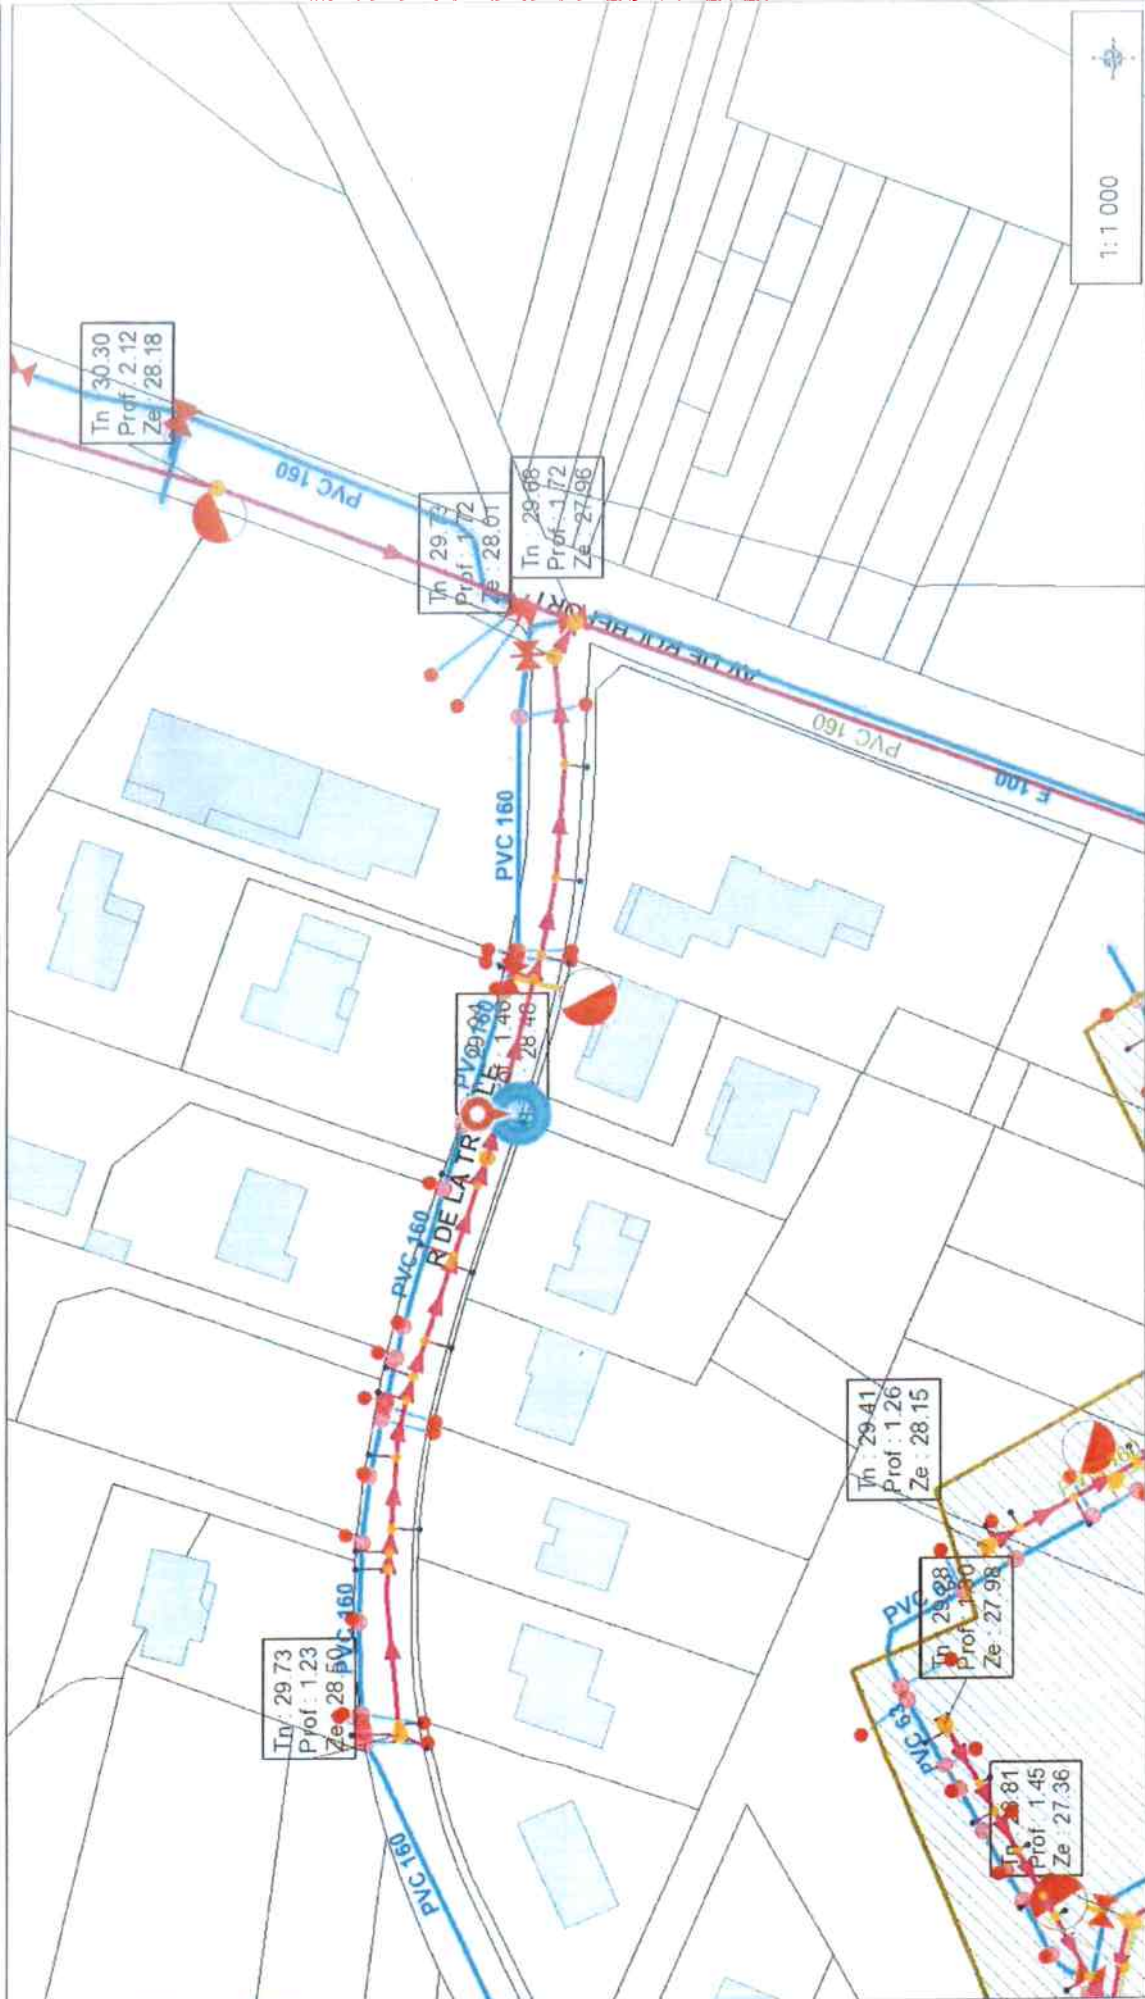 Tn : 30.30
Prof : 2.12
Ze : 28.18
PVC 160
Tn : 29.73
Prof : 1.72
Ze : 28.01
Tn : 29.68
Prof : 1.72
Ze : 27.96
1: 1 000
PVC 160
PVC 160
F 100
PVC 160
1.46
28.46
R DE LA TR
PVC 160
Tn : 29.41
Prof : 1.26
Ze : 28.15
PVC 160
Tn : 29.73
Prof : 1.23
Ze : 28.50
PVC
Ze : 27.98
PVC 63
Prof : 1.45
Ze : 27.36
PVC 160